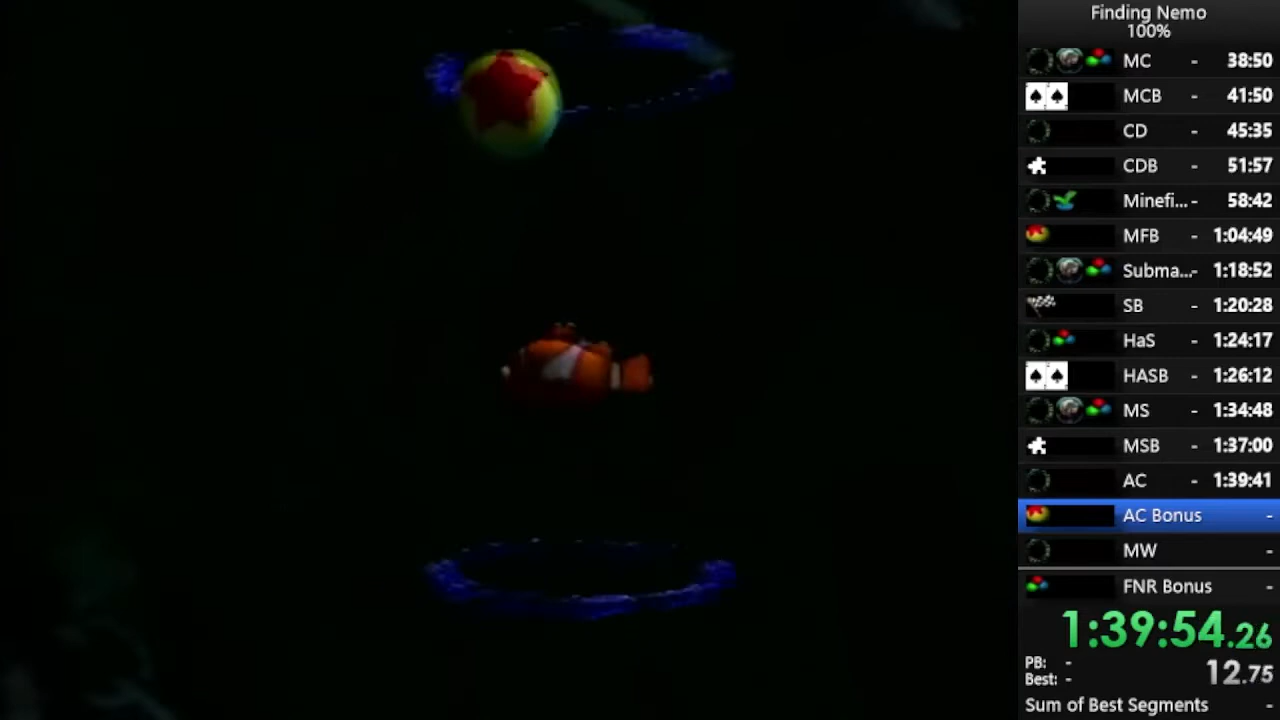 Finding Nemo
100%
MC - 38:50
MCB - 41:50
CD - 45:35
CDB - 51:57
Minefi... - 58:42
MFB - 1:04:49
Subma... - 1:18:52
SB - 1:20:28
HaS - 1:24:17
HASB - 1:26:12
MS - 1:34:48
MSB - 1:37:00
AC - 1:39:41
AC Bonus -
MW -
FNR Bonus -
1:39:54.26
PB: -
Best: - 12.75
Sum of Best Segments -